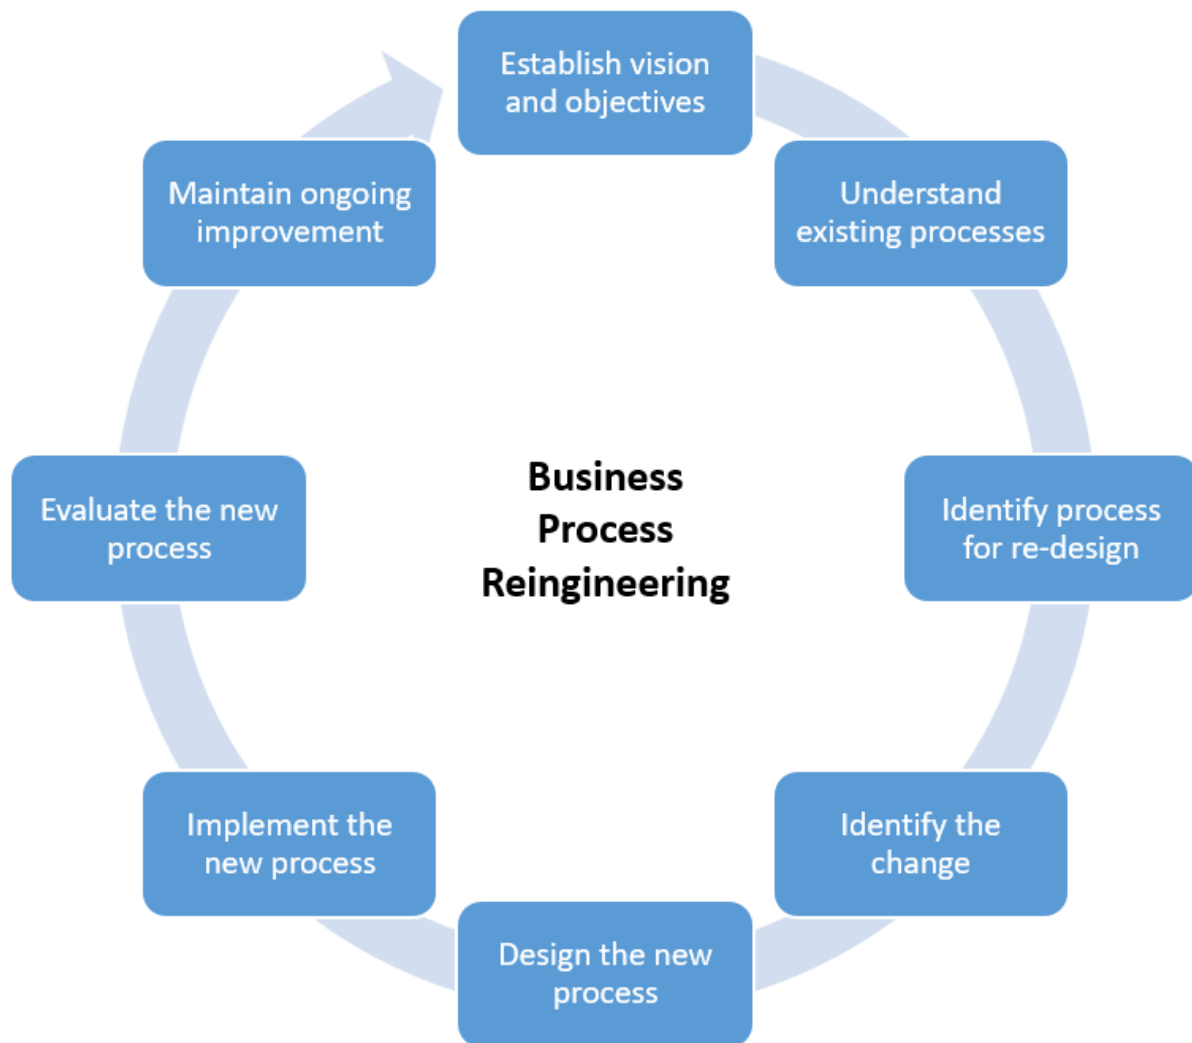 Establish vision
and objectives
Understand
existing processes
Identify process
for re-design
Identify the
change
Design the new
process
Implement the
new process
Evaluate the new
process
Maintain ongoing
improvement
Business
Process
Reingineering